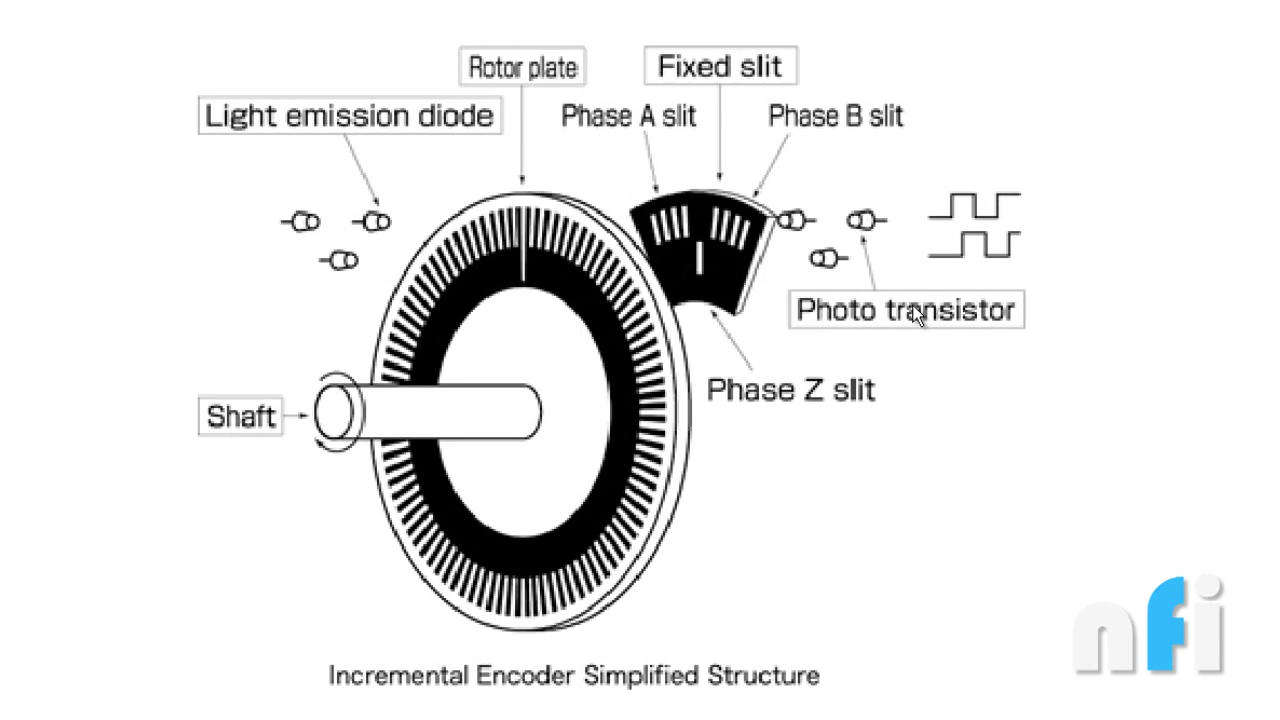 Rotor plate
Fixed slit
Light emission diode
Phase A slit
Phase B slit
Photo transistor
Phase Z slit
Shaft
Incremental Encoder Simplified Structure
nfi